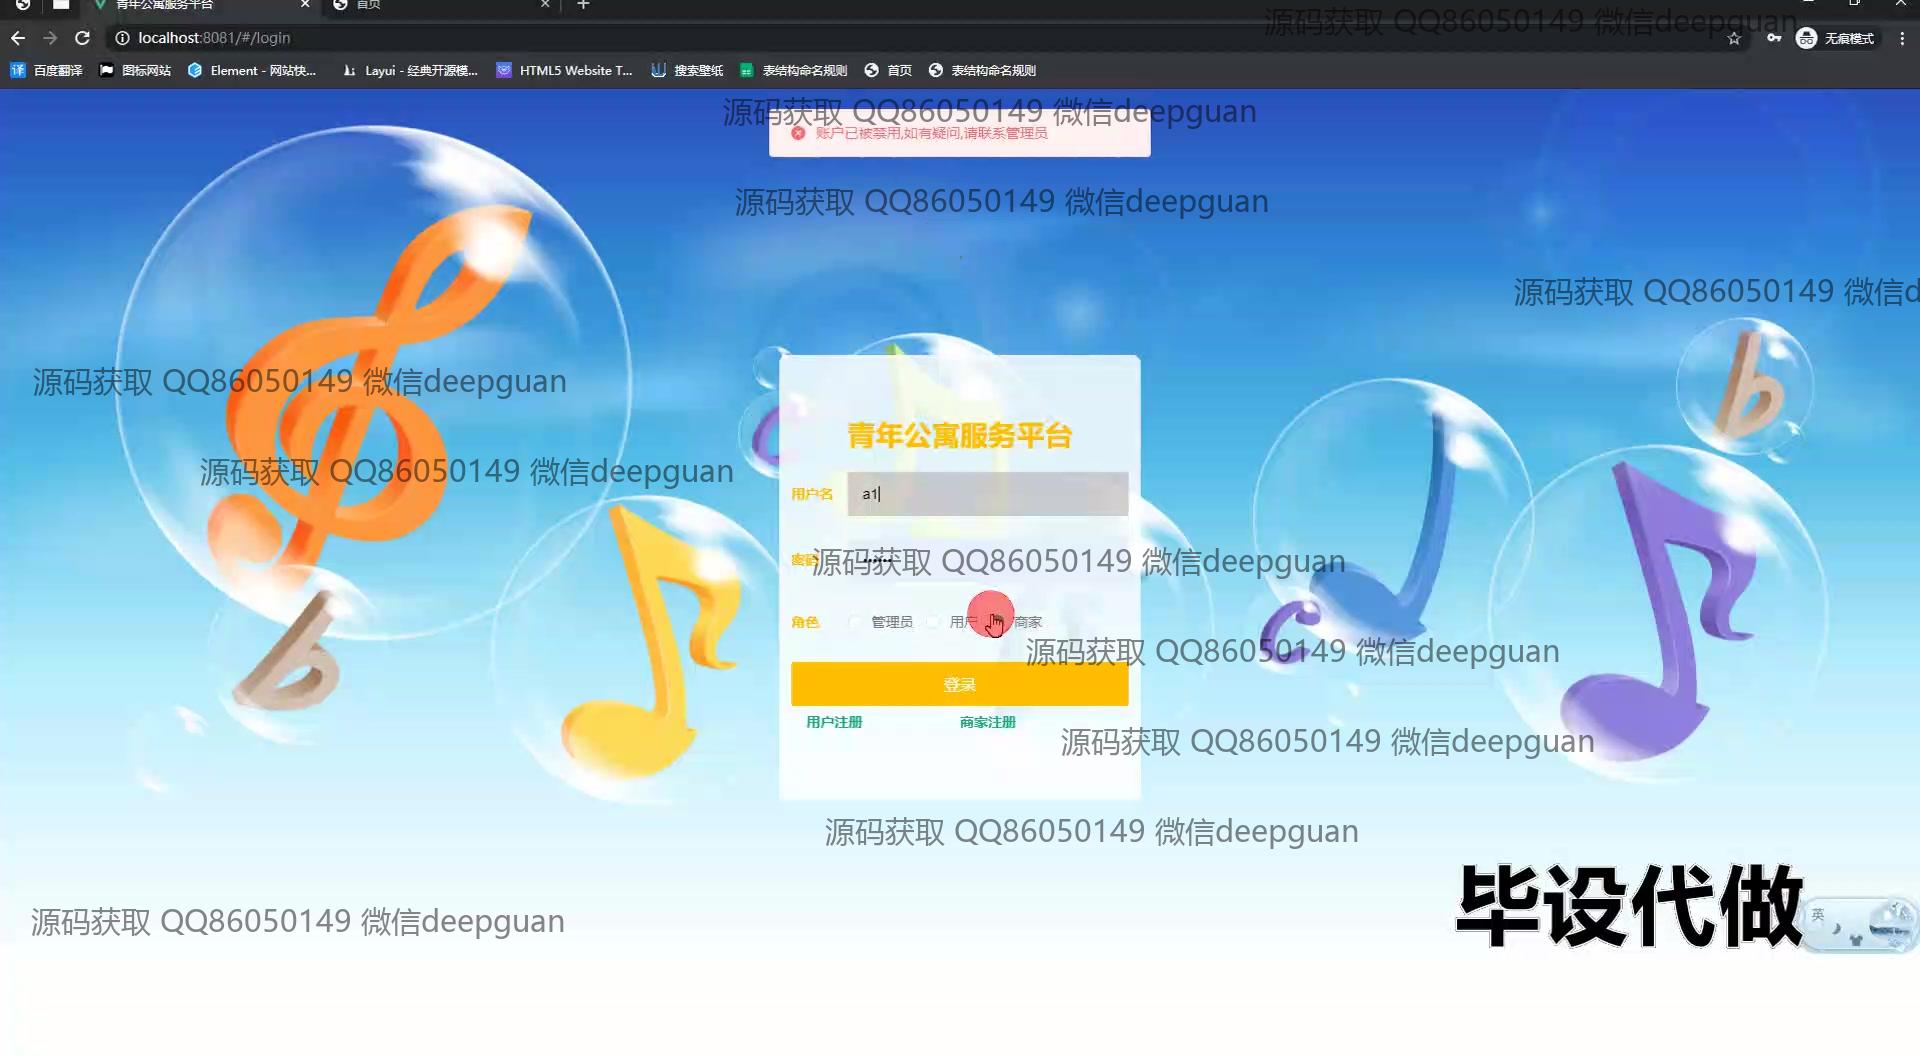 青年公寓服务平台
首页
localhost:8081/#/login
无痕模式
百度翻译
图标网站
Element - 网站快...
Layui - 经典开源模...
HTML5 Website T...
搜索壁纸
表结构命名规则
首页
表结构命名规则
源码获取 QQ86050149 微信deepguan
源码获取 QQ86050149 微信deepguan
账户已被禁用,如有疑问,请联系管理员
源码获取 QQ86050149 微信deepguan
源码获取 QQ86050149 微信d
源码获取 QQ86050149 微信deepguan
青年公寓服务平台
源码获取 QQ86050149 微信deepguan
用户名 a1
密码
源码获取 QQ86050149 微信deepguan
角色 管理员 用户 商家
源码获取 QQ86050149 微信deepguan
登录
用户注册 商家注册
源码获取 QQ86050149 微信deepguan
源码获取 QQ86050149 微信deepguan
毕设代做
英
源码获取 QQ86050149 微信deepguan